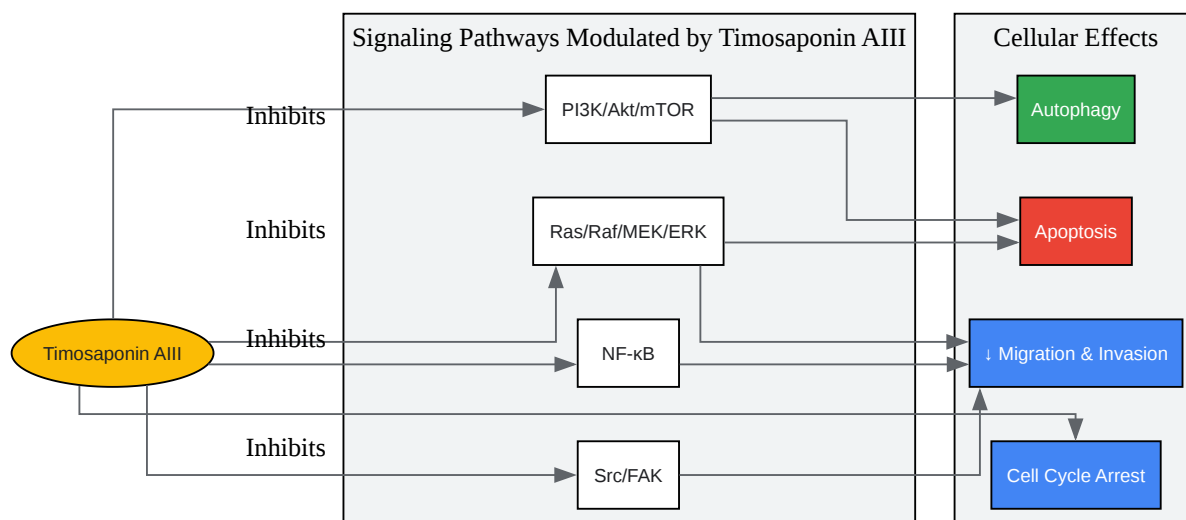 Signaling Pathways Modulated by Timosaponin AIII
Cellular Effects
Inhibits
PI3K/Akt/mTOR
Autophagy
Inhibits
Ras/Raf/MEK/ERK
Apoptosis
Timosaponin AIII
Inhibits
NF-κB
↓ Migration & Invasion
Inhibits
Src/FAK
Cell Cycle Arrest